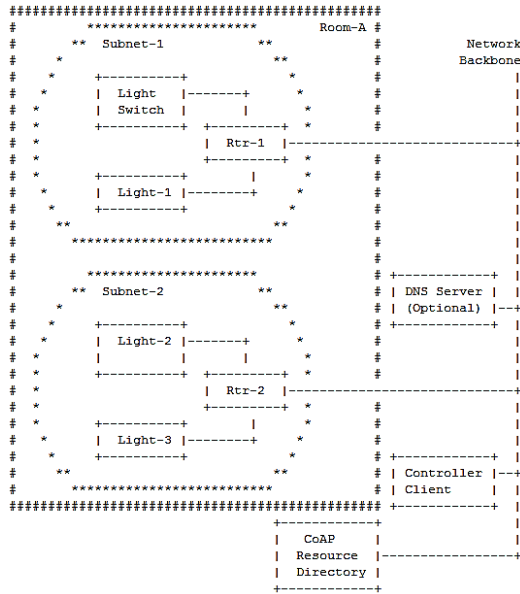 Room-A
Subnet-1
Network
Backbone
Light
Switch
Rtr-1
Light-1
Subnet-2
DNS Server
(Optional)
Light-2
Rtr-2
Light-3
Controller
Client
CoAP
Resource
Directory